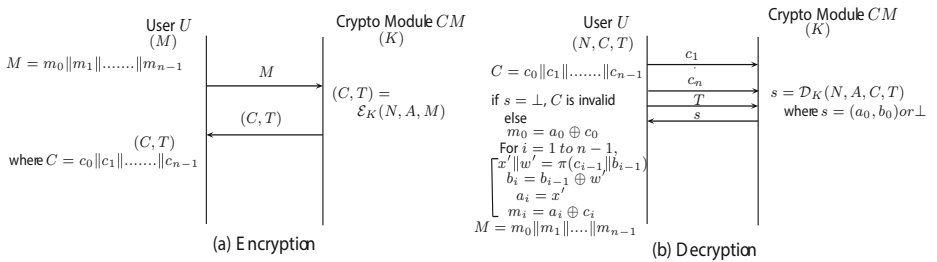 User U
(M)
Crypto Module CM
(K)
M = m₀||m₁||.......||mₙ₋₁
M
(C, T) =
ℰ_K(N, A, M)
(C, T)
(C, T)
where C = c₀||c₁||.......||cₙ₋₁
(a) Encryption
User U
(N, C, T)
Crypto Module CM
(K)
C = c₀||c₁||.......||cₙ₋₁
c₁
.
cₙ
T
s
s = 𝒟_K(N, A, C, T)
where s = (a₀, b₀)or⊥
if s = ⊥, C is invalid
else
m₀ = a₀ ⊕ c₀
For i = 1 to n − 1,
x′||w′ = π(cᵢ₋₁||bᵢ₋₁)
bᵢ = bᵢ₋₁ ⊕ w′
aᵢ = x′
mᵢ = aᵢ ⊕ cᵢ
M = m₀||m₁||....||mₙ₋₁
(b) Decryption